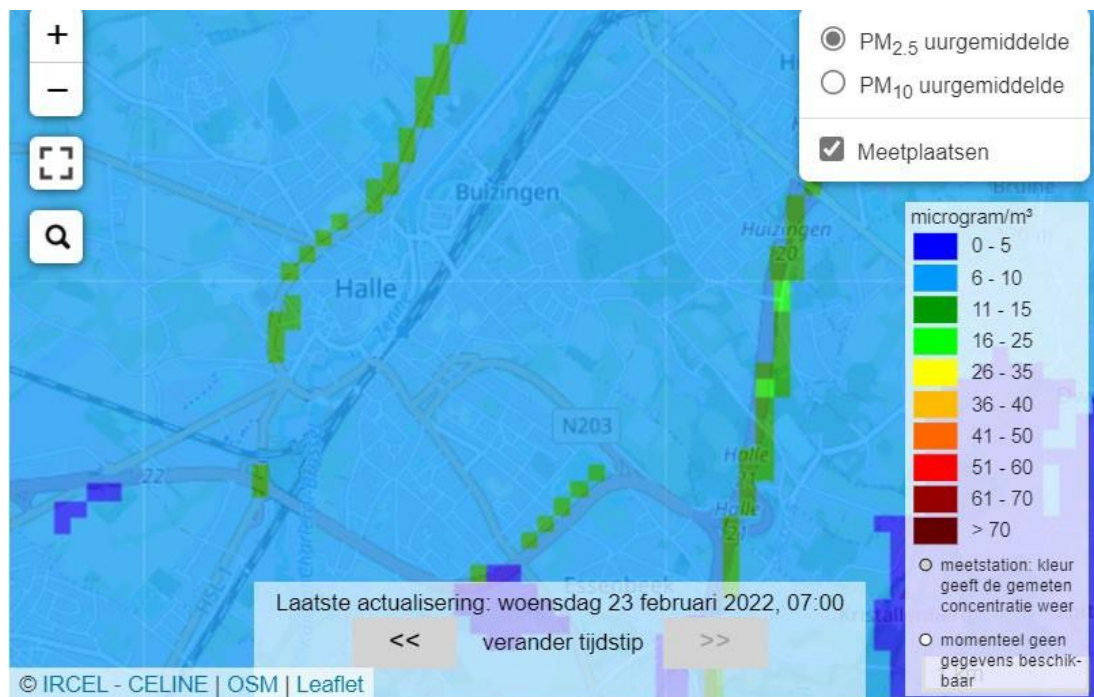 +
−
PM2.5 uurgemiddelde
PM10 uurgemiddelde
Meetplaatsen
Buizingen
Huizingen
20
Halle
Zenne
N203
Halle
21
Halle
21
22
HSL 1
Essenbeek
microgram/m³
0 - 5
6 - 10
11 - 15
16 - 25
26 - 35
36 - 40
41 - 50
51 - 60
61 - 70
> 70
meetstation: kleur
geeft de gemeten
concentratie weer
momenteel geen
gegevens beschik-
baar
Laatste actualisering: woensdag 23 februari 2022, 07:00
<< verander tijdstip >>
© IRCEL - CELINE | OSM | Leaflet